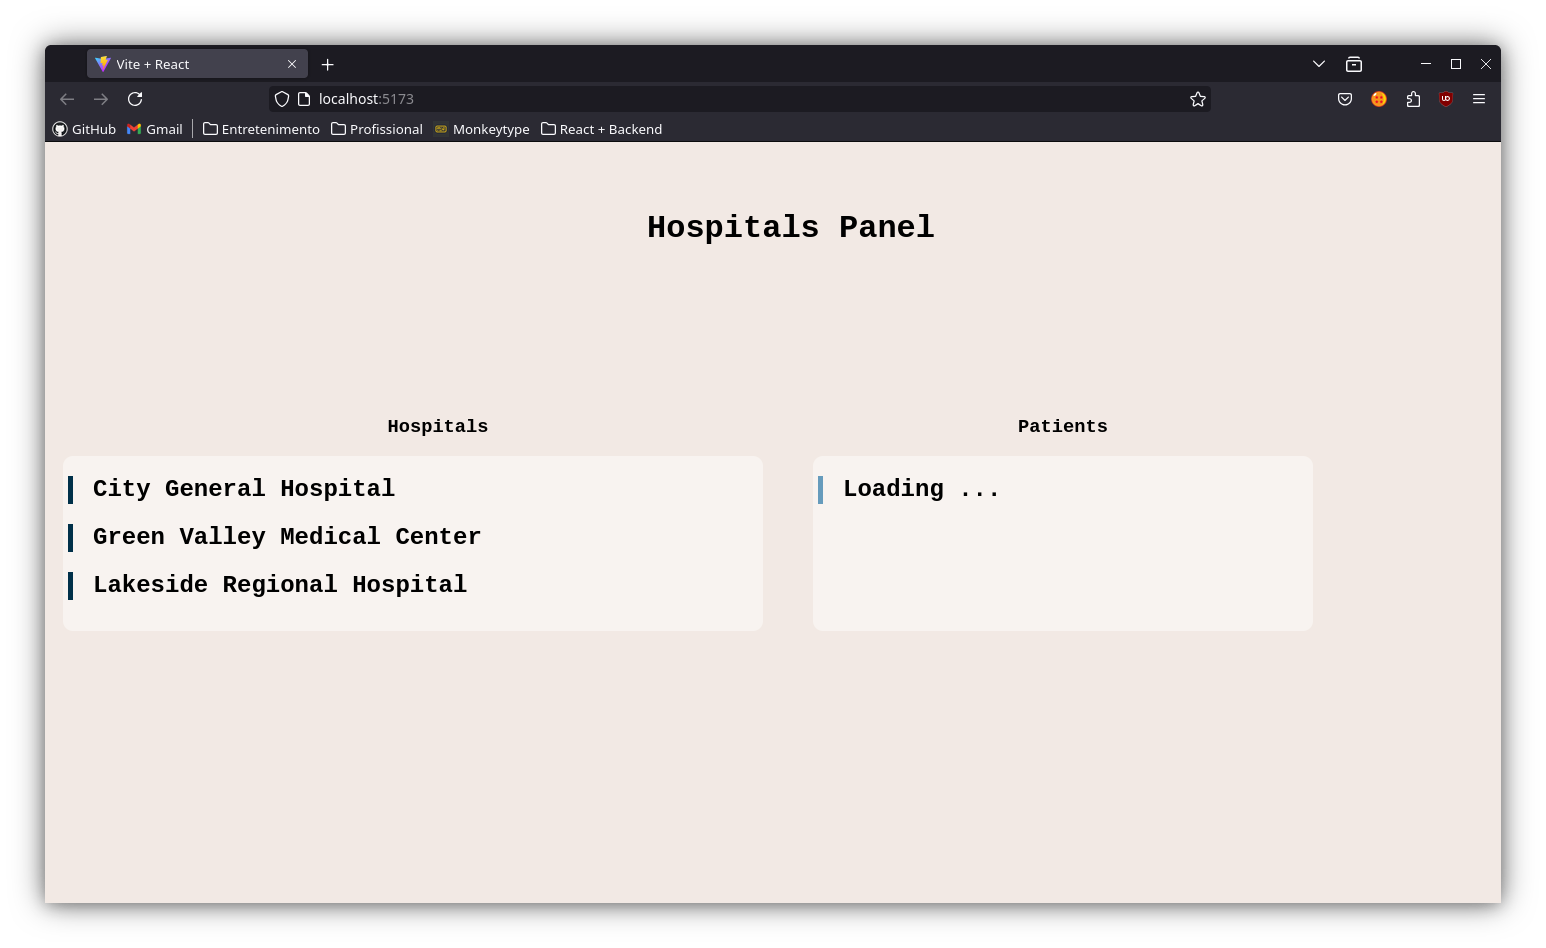 Vite + React
localhost:5173
GitHub Gmail Entretenimento Profissional Monkeytype React + Backend
Hospitals Panel
Hospitals
City General Hospital
Green Valley Medical Center
Lakeside Regional Hospital
Patients
Loading ...